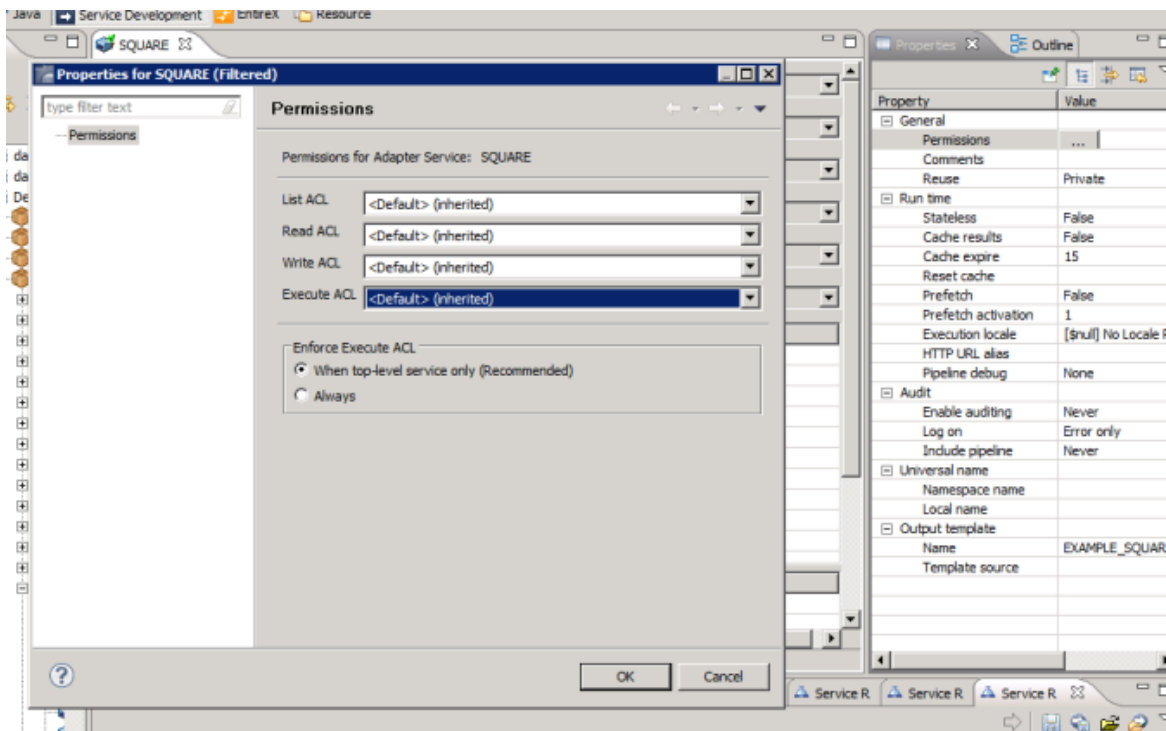 Java Service Development EntireX Resource
SQUARE
Properties for SQUARE (Filtered)
type filter text
Permissions
Permissions
Permissions for Adapter Service: SQUARE
List ACL <Default> (inherited)
Read ACL <Default> (inherited)
Write ACL <Default> (inherited)
Execute ACL <Default> (inherited)
Enforce Execute ACL
When top-level service only (Recommended)
Always
OK Cancel
da
da
De
Properties Outline
Property Value
General
Permissions ...
Comments
Reuse Private
Run time
Stateless False
Cache results False
Cache expire 15
Reset cache
Prefetch False
Prefetch activation 1
Execution locale [$null] No Locale
HTTP URL alias
Pipeline debug None
Audit
Enable auditing Never
Log on Error only
Include pipeline Never
Universal name
Namespace name
Local name
Output template
Name EXAMPLE_SQUAR
Template source
Service R Service R Service R